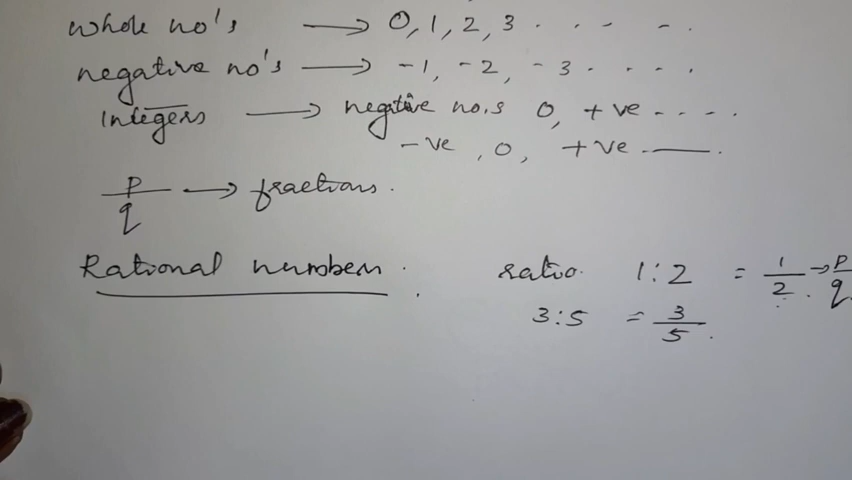 whole no's → 0, 1, 2, 3 . . . . .
negative no's → -1, -2, -3 . . . .
Integers → negative no.s 0, +ve ....
-ve, 0, +ve ——.
p/q → fractions.
Rational numbers. ratio. 1:2 = 1/2 → p/q.
3:5 = 3/5.